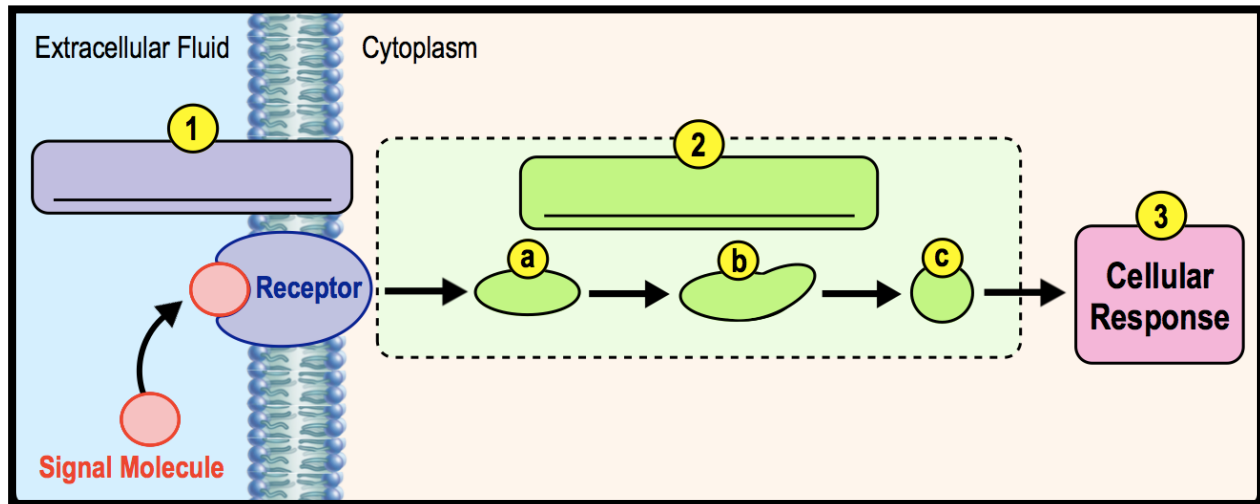 Extracellular Fluid
Cytoplasm
1
2
3
a
b
c
Receptor
Cellular
Response
Signal Molecule